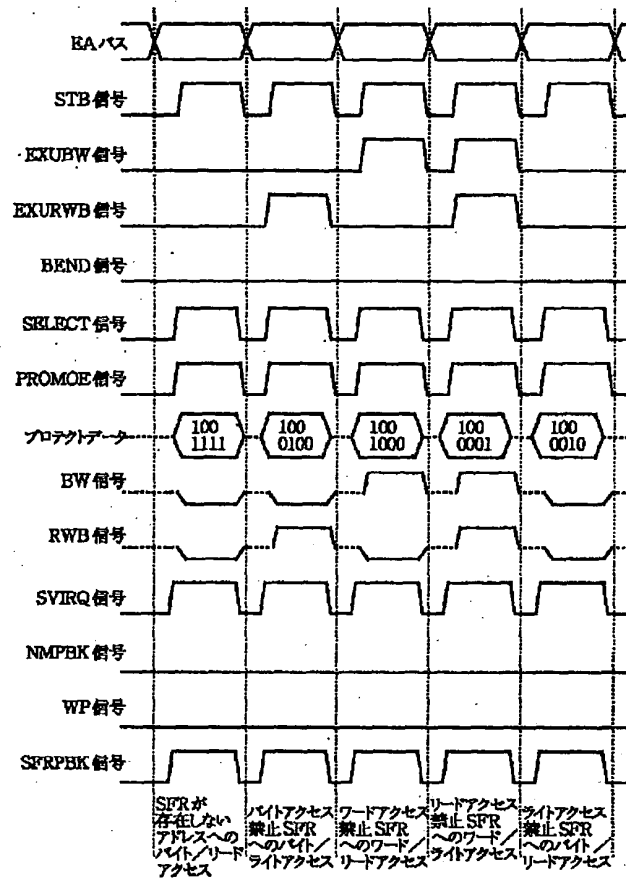 EAバス
STB信号
EXUBW信号
EXURWB信号
BEND信号
SELECT信号
PROMOE信号
プロテクトデータ
100
1111
100
0100
100
1000
100
0001
100
0010
BW信号
RWB信号
SVIRQ信号
NMPBK信号
WP信号
SFRPBK信号
SFRが
存在しない
アドレスへの
バイト/リード
アクセス
バイトアクセス
禁止SFR
へのバイト/
ライトアクセス
ワードアクセス
禁止SFR
へのワード/
リードアクセス
リードアクセス
禁止SFR
へのワード/
ライトアクセス
ライトアクセス
禁止SFR
へのバイト/
リードアクセス